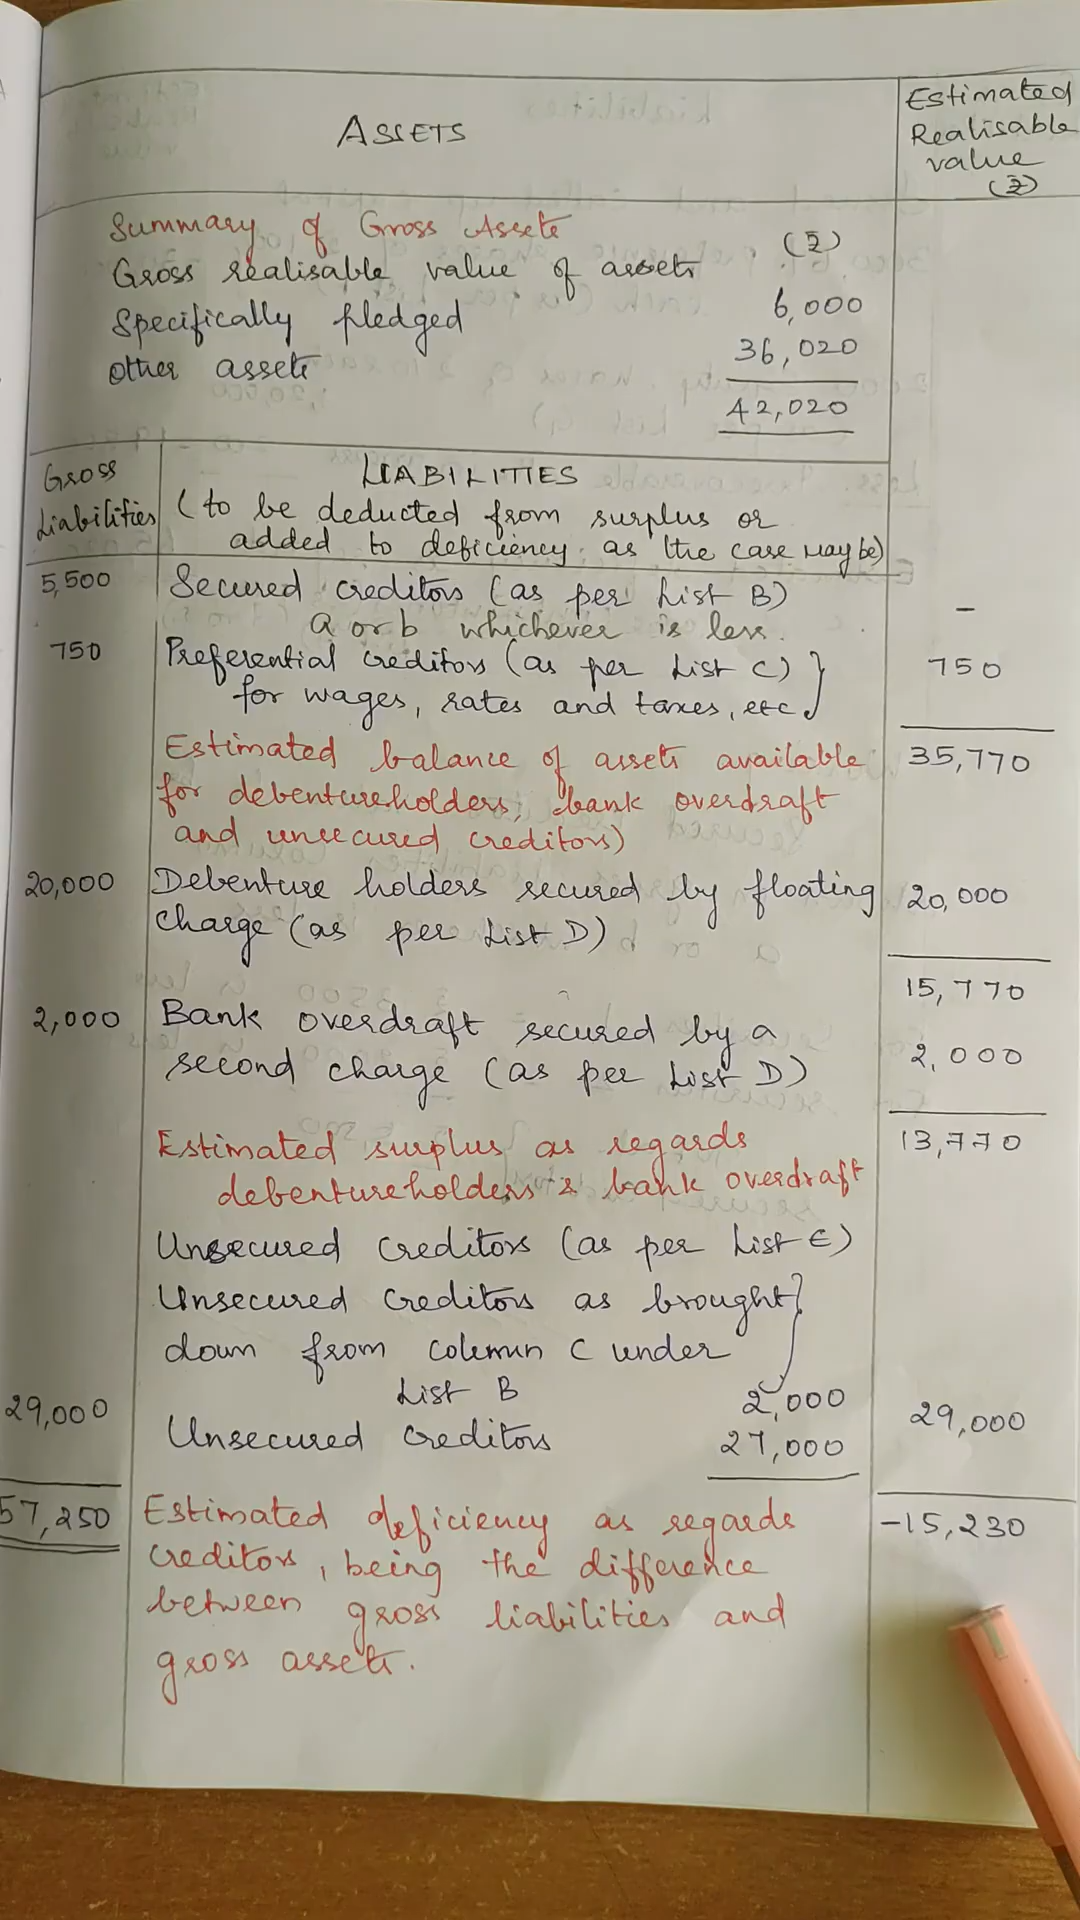 ASSETS
Estimated
Realisable
value
(₹)
Summary of Gross Assets
(₹)
Gross realisable value of assets
Specifically pledged 6,000
other assets 36,020
42,020
Gross
Liabilities
LIABILITIES
(to be deducted from surplus or
added to deficiency as the case may be)
5,500 Secured creditors (as per List B) -
a or b whichever is less.
750 Preferential creditors (as per List C) 750
for wages, rates and taxes, etc
Estimated balance of assets available 35,770
for debentureholders, bank overdraft
and unsecured creditors)
20,000 Debenture holders secured by floating 20,000
charge (as per List D)
15,770
2,000 Bank overdraft secured by a
second charge (as per List D) 2,000
Estimated surplus as regards 13,770
debentureholders & bank overdraft
Unsecured creditors (as per List E)
Unsecured creditors as brought
down from column C under
List B 2,000
29,000 Unsecured creditors 27,000 29,000
57,250 Estimated deficiency as regards -15,230
creditors, being the difference
between gross liabilities and
gross assets.